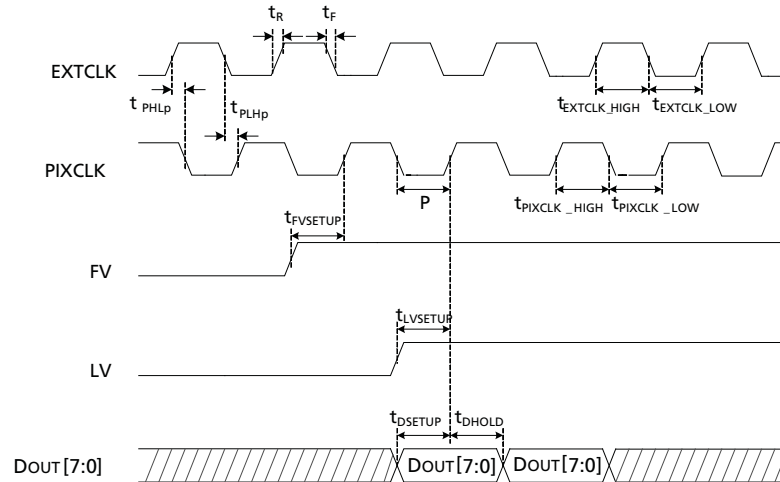 tR
tF
EXTCLK
tPHLp
tPLHp
tEXTCLK_HIGH
tEXTCLK_LOW
PIXCLK
P
tPIXCLK _HIGH
tPIXCLK _LOW
tFVSETUP
FV
tLVSETUP
LV
tDSETUP
tDHOLD
DOUT[7:0]
DOUT[7:0]
DOUT[7:0]